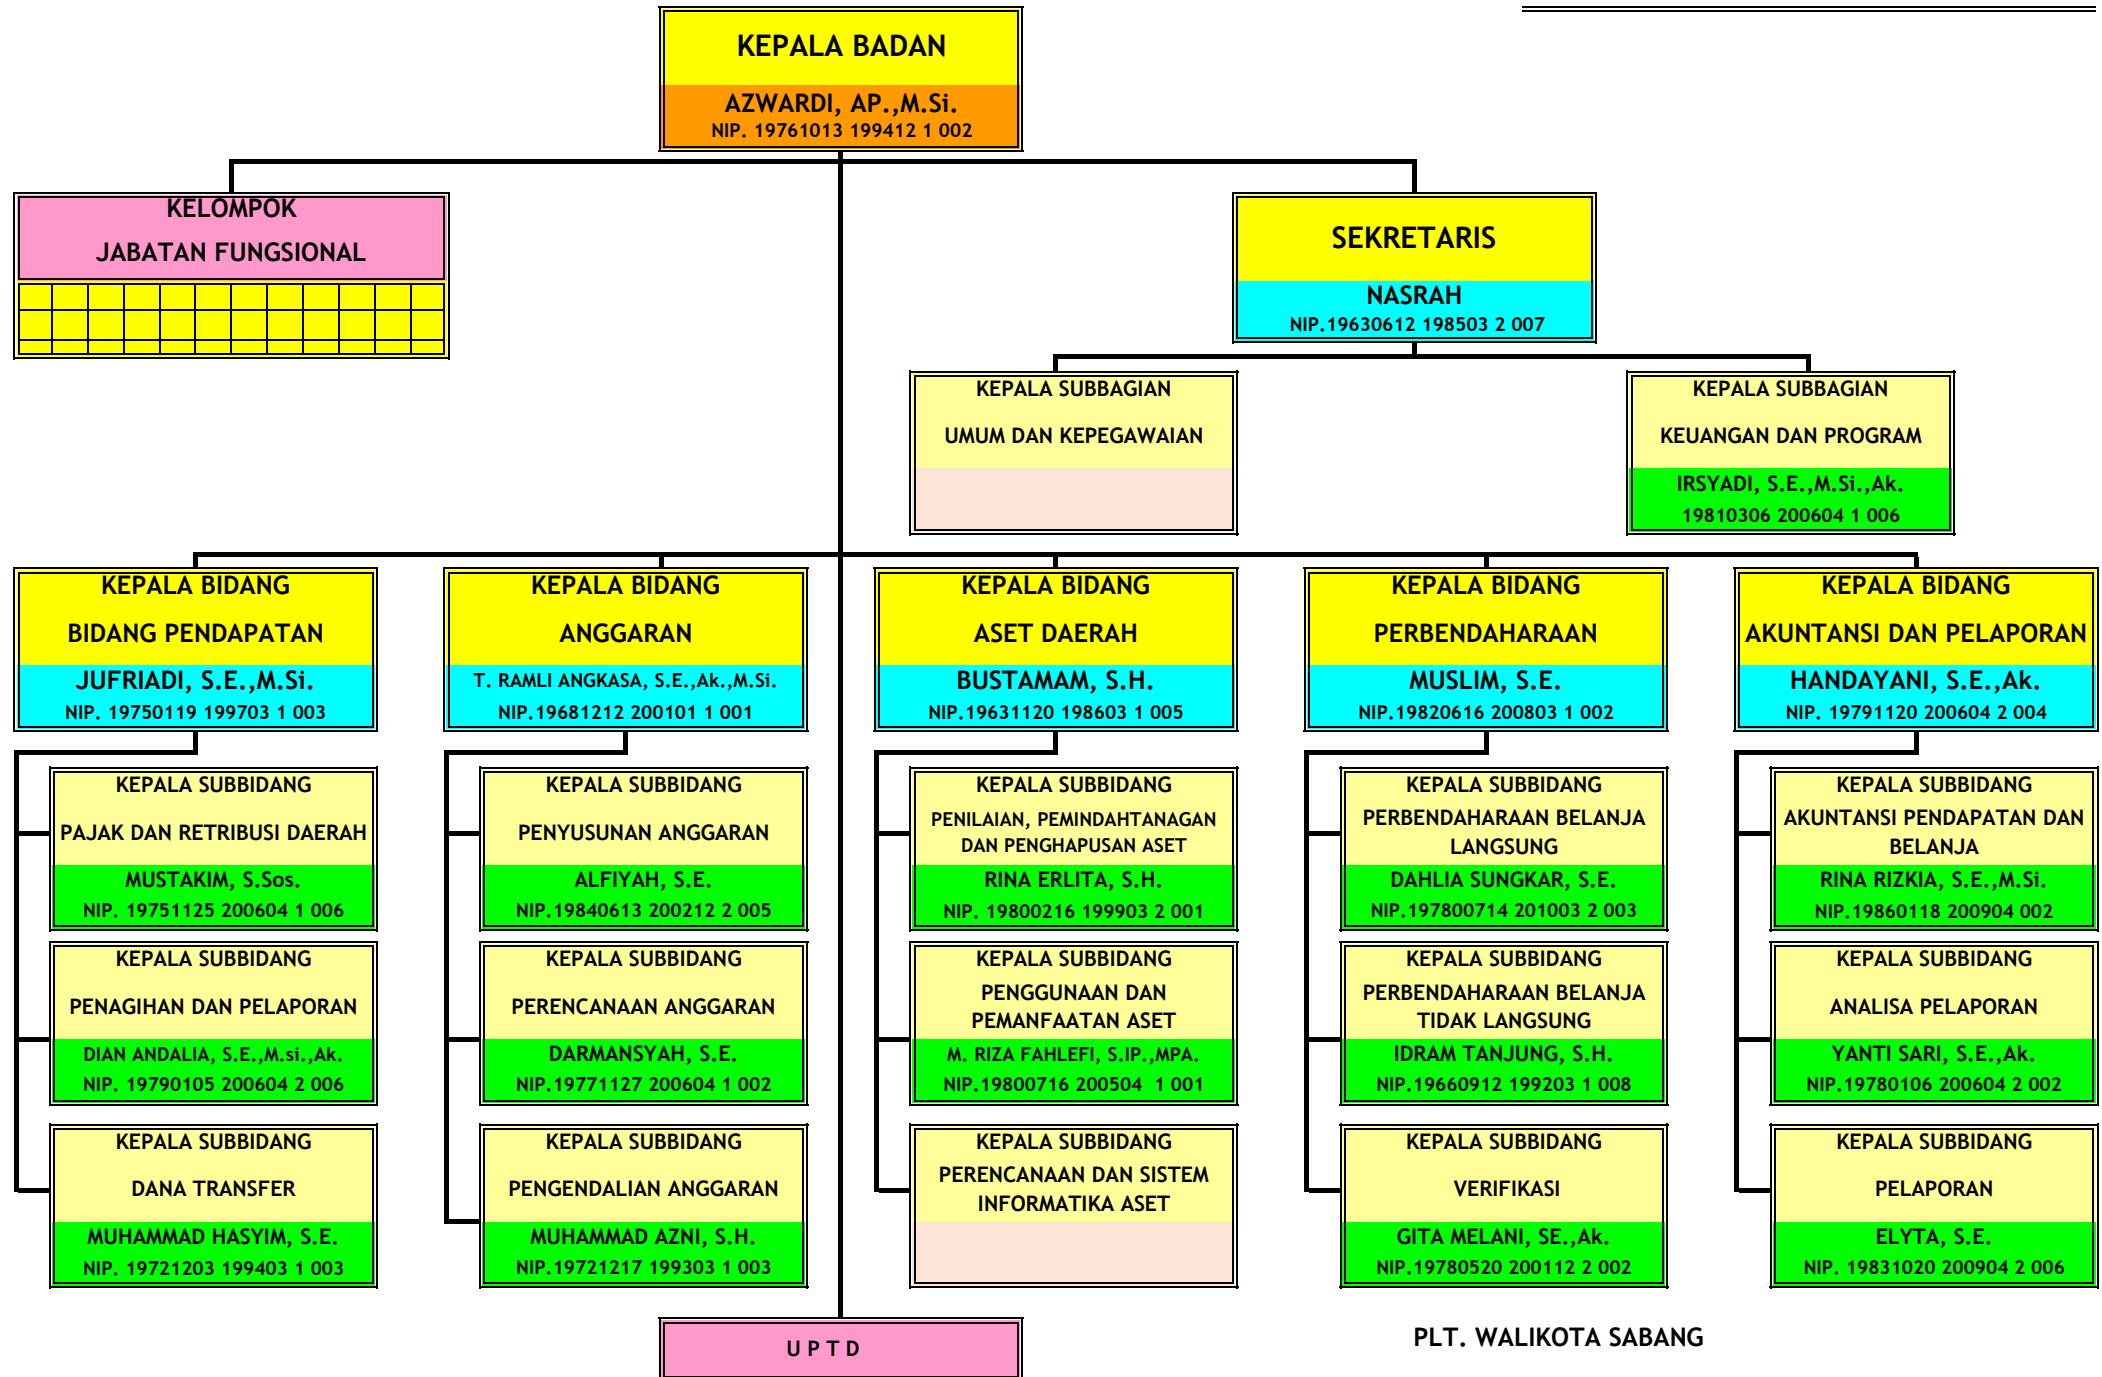 KEPALA BADAN
AZWARDI, AP.,M.Si.
NIP. 19761013 199412 1 002
KELOMPOK
JABATAN FUNGSIONAL
SEKRETARIS
NASRAH
NIP.19630612 198503 2 007
KEPALA SUBBAGIAN
UMUM DAN KEPEGAWAIAN
KEPALA SUBBAGIAN
KEUANGAN DAN PROGRAM
IRSYADI, S.E.,M.Si.,Ak.
19810306 200604 1 006
KEPALA BIDANG
BIDANG PENDAPATAN
JUFRIADI, S.E.,M.Si.
NIP. 19750119 199703 1 003
KEPALA BIDANG
ANGGARAN
T. RAMLI ANGKASA, S.E.,Ak.,M.Si.
NIP.19681212 200101 1 001
KEPALA BIDANG
ASET DAERAH
BUSTAMAM, S.H.
NIP.19631120 198603 1 005
KEPALA BIDANG
PERBENDAHARAAN
MUSLIM, S.E.
NIP.19820616 200803 1 002
KEPALA BIDANG
AKUNTANSI DAN PELAPORAN
HANDAYANI, S.E.,Ak.
NIP. 19791120 200604 2 004
KEPALA SUBBIDANG
PAJAK DAN RETRIBUSI DAERAH
MUSTAKIM, S.Sos.
NIP. 19751125 200604 1 006
KEPALA SUBBIDANG
PENYUSUNAN ANGGARAN
ALFIYAH, S.E.
NIP.19840613 200212 2 005
KEPALA SUBBIDANG
PENILAIAN, PEMINDAHTANAGAN
DAN PENGHAPUSAN ASET
RINA ERLITA, S.H.
NIP. 19800216 199903 2 001
KEPALA SUBBIDANG
PERBENDAHARAAN BELANJA
LANGSUNG
DAHLIA SUNGKAR, S.E.
NIP.197800714 201003 2 003
KEPALA SUBBIDANG
AKUNTANSI PENDAPATAN DAN
BELANJA
RINA RIZKIA, S.E.,M.Si.
NIP.19860118 200904 002
KEPALA SUBBIDANG
PENAGIHAN DAN PELAPORAN
DIAN ANDALIA, S.E.,M.si.,Ak.
NIP. 19790105 200604 2 006
KEPALA SUBBIDANG
PERENCANAAN ANGGARAN
DARMANSYAH, S.E.
NIP.19771127 200604 1 002
KEPALA SUBBIDANG
PENGGUNAAN DAN
PEMANFAATAN ASET
M. RIZA FAHLEFI, S.IP.,MPA.
NIP.19800716 200504 1 001
KEPALA SUBBIDANG
PERBENDAHARAAN BELANJA
TIDAK LANGSUNG
IDRAM TANJUNG, S.H.
NIP.19660912 199203 1 008
KEPALA SUBBIDANG
ANALISA PELAPORAN
YANTI SARI, S.E.,Ak.
NIP.19780106 200604 2 002
KEPALA SUBBIDANG
DANA TRANSFER
MUHAMMAD HASYIM, S.E.
NIP. 19721203 199403 1 003
KEPALA SUBBIDANG
PENGENDALIAN ANGGARAN
MUHAMMAD AZNI, S.H.
NIP.19721217 199303 1 003
KEPALA SUBBIDANG
PERENCANAAN DAN SISTEM
INFORMATIKA ASET
KEPALA SUBBIDANG
VERIFIKASI
GITA MELANI, SE.,Ak.
NIP.19780520 200112 2 002
KEPALA SUBBIDANG
PELAPORAN
ELYTA, S.E.
NIP. 19831020 200904 2 006
U P T D
PLT. WALIKOTA SABANG